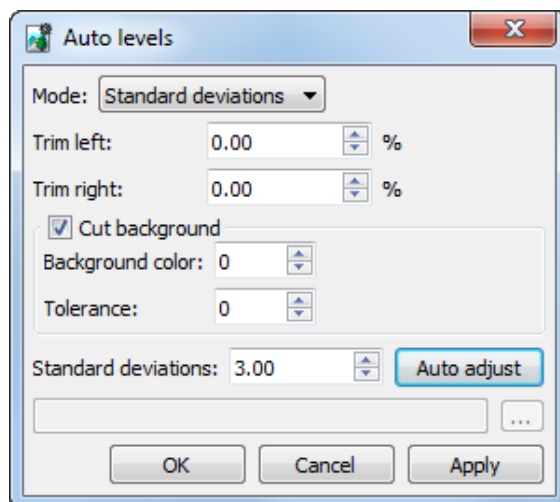 Auto levels
Mode: Standard deviations
Trim left: 0.00 %
Trim right: 0.00 %
Cut background
Background color: 0
Tolerance: 0
Standard deviations: 3.00 Auto adjust
...
OK Cancel Apply